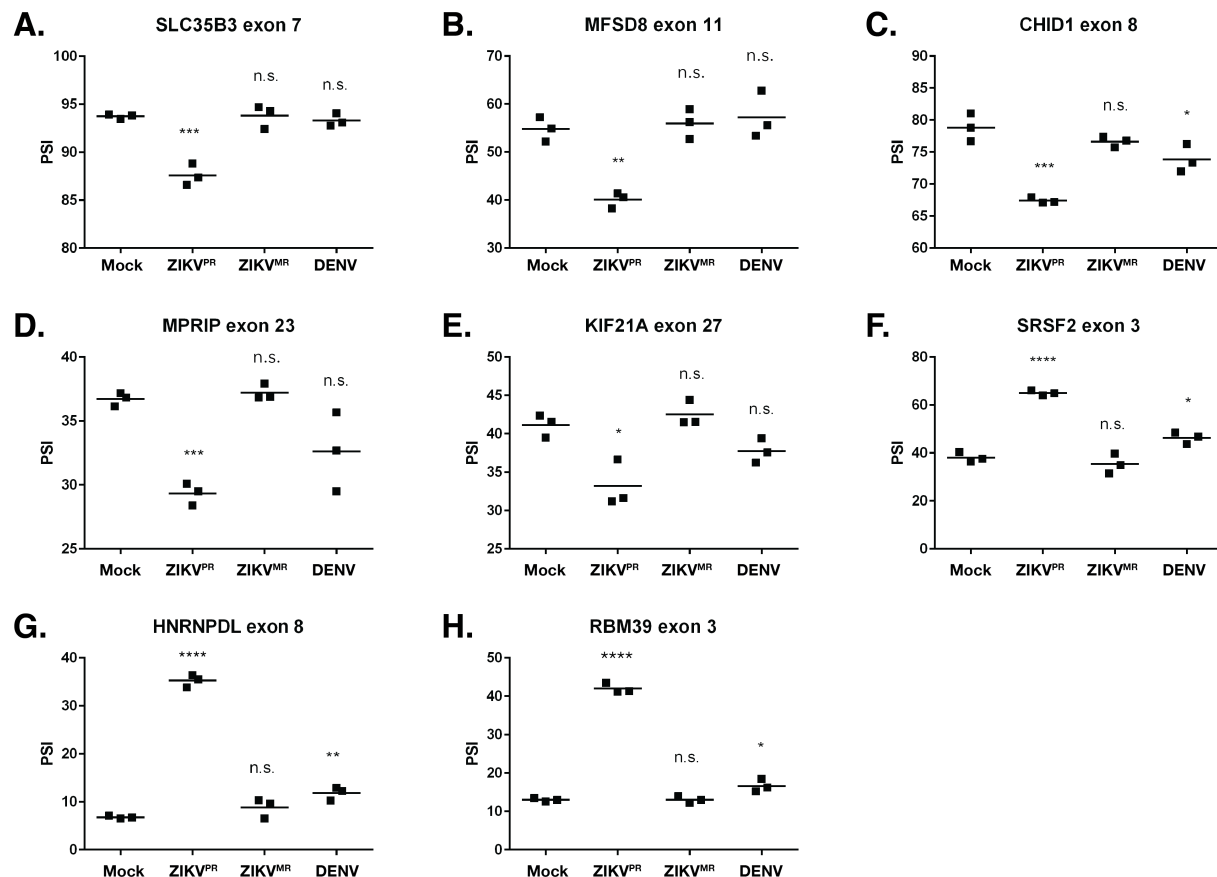 A. SLC35B3 exon 7
100
95
90
85
80
PSI
***
n.s.
n.s.
Mock ZIKVPR ZIKVMR DENV
B. MFSD8 exon 11
70
60
50
40
30
PSI
**
n.s.
n.s.
Mock ZIKVPR ZIKVMR DENV
C. CHID1 exon 8
90
85
80
75
70
65
60
PSI
***
n.s.
*
Mock ZIKVPR ZIKVMR DENV
D. MPRIP exon 23
40
35
30
25
PSI
***
n.s.
n.s.
Mock ZIKVPR ZIKVMR DENV
E. KIF21A exon 27
50
45
40
35
30
25
PSI
*
n.s.
n.s.
Mock ZIKVPR ZIKVMR DENV
F. SRSF2 exon 3
80
60
40
20
0
PSI
****
n.s.
*
Mock ZIKVPR ZIKVMR DENV
G. HNRNPDL exon 8
40
30
20
10
0
PSI
****
n.s.
**
Mock ZIKVPR ZIKVMR DENV
H. RBM39 exon 3
50
40
30
20
10
0
PSI
****
n.s.
*
Mock ZIKVPR ZIKVMR DENV